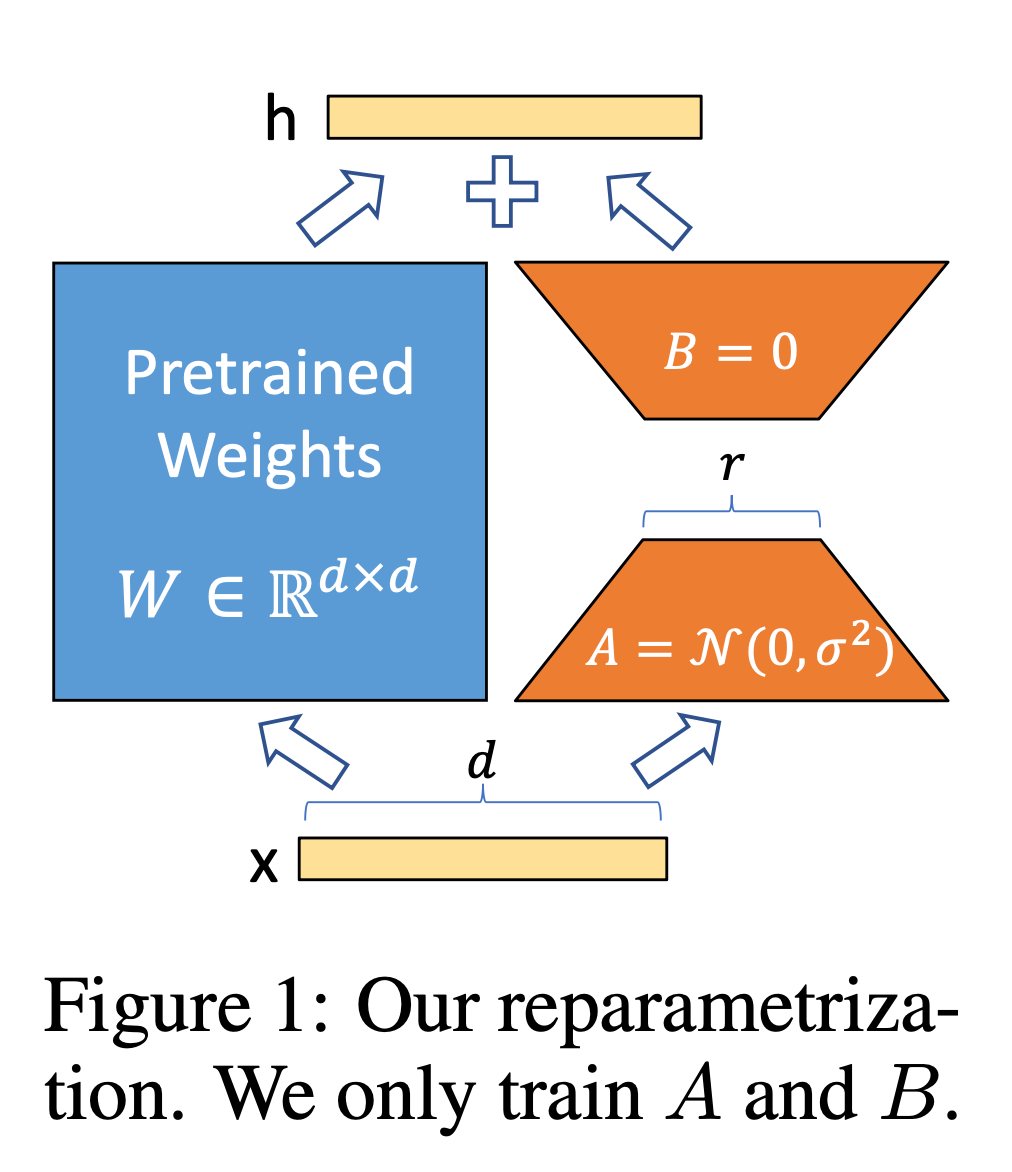 h
Pretrained
Weights
W ∈ ℝ^{d×d}
B = 0
r
A = 𝒩(0, σ²)
d
x
Figure 1: Our reparametriza-
tion. We only train A and B.